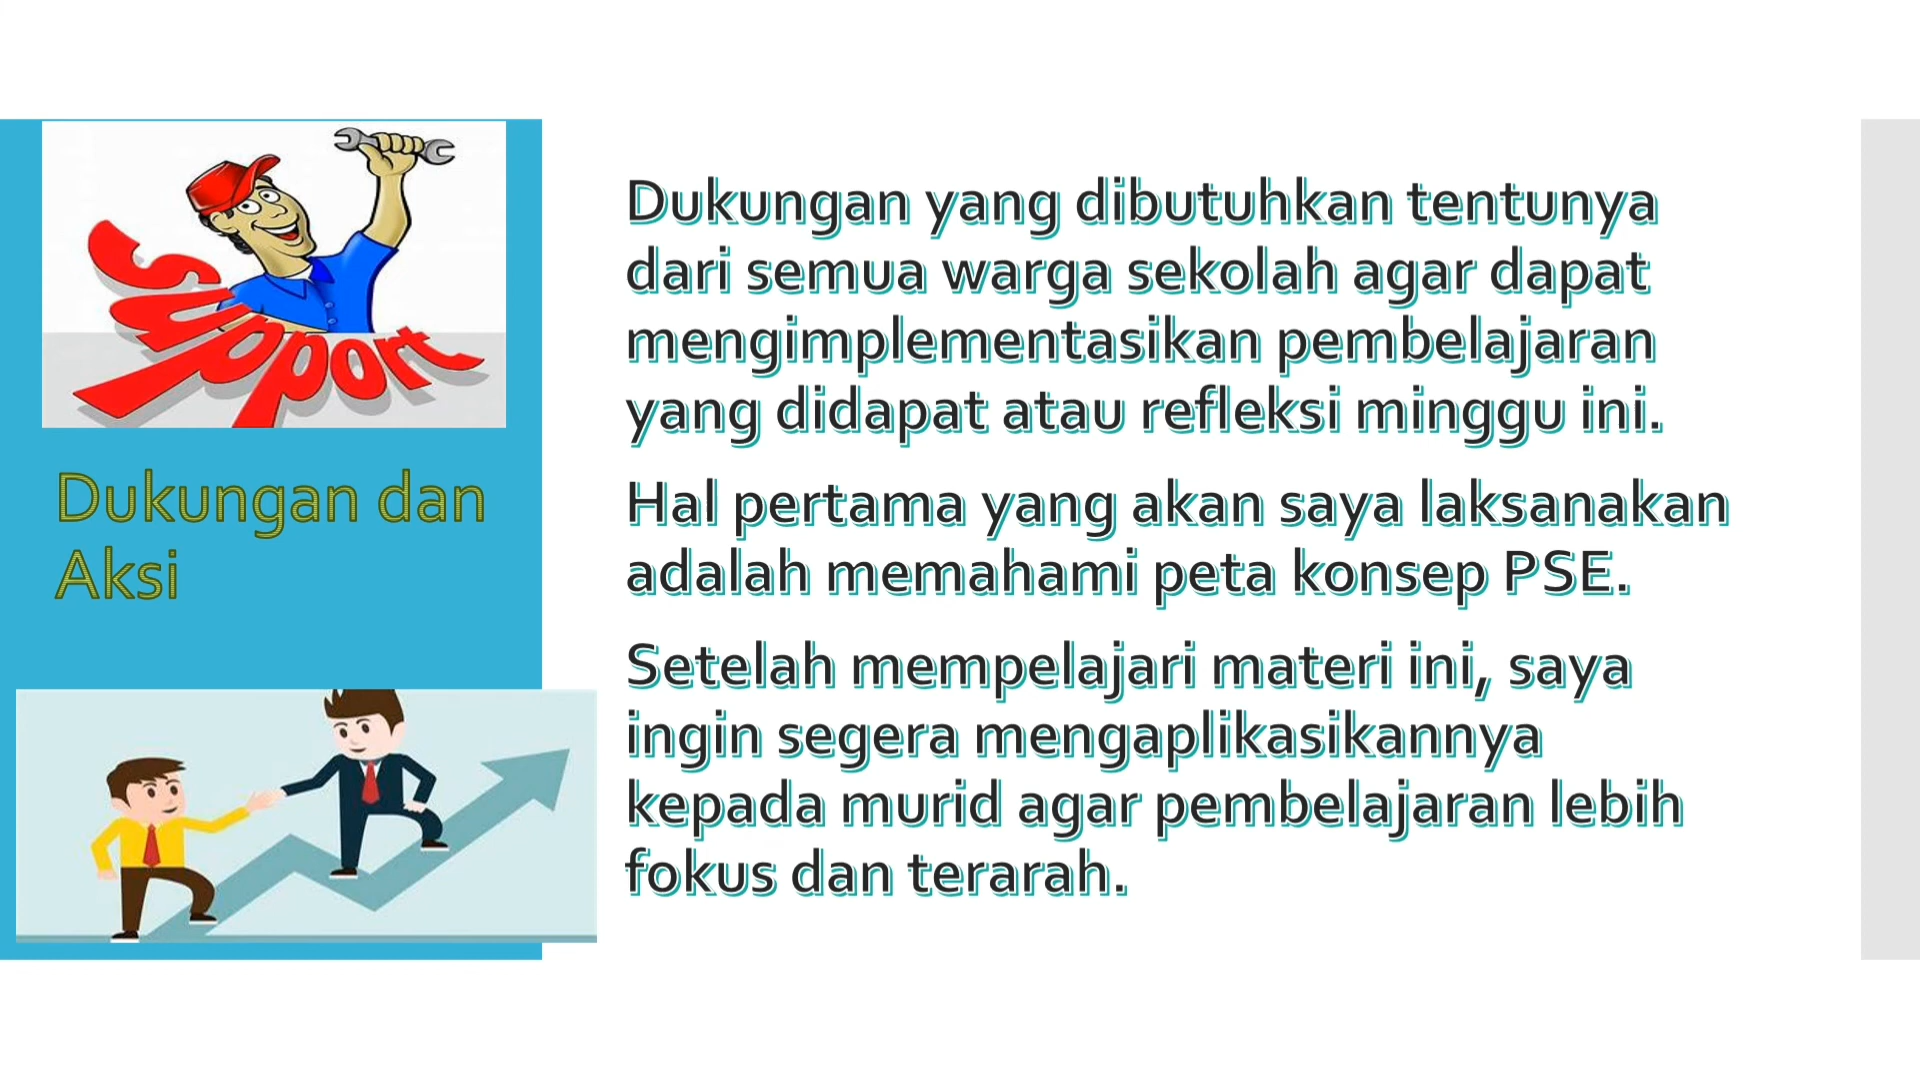 support
Dukungan dan
Aksi
Dukungan yang dibutuhkan tentunya
dari semua warga sekolah agar dapat
mengimplementasikan pembelajaran
yang didapat atau refleksi minggu ini.
Hal pertama yang akan saya laksanakan
adalah memahami peta konsep PSE.
Setelah mempelajari materi ini, saya
ingin segera mengaplikasikannya
kepada murid agar pembelajaran lebih
fokus dan terarah.